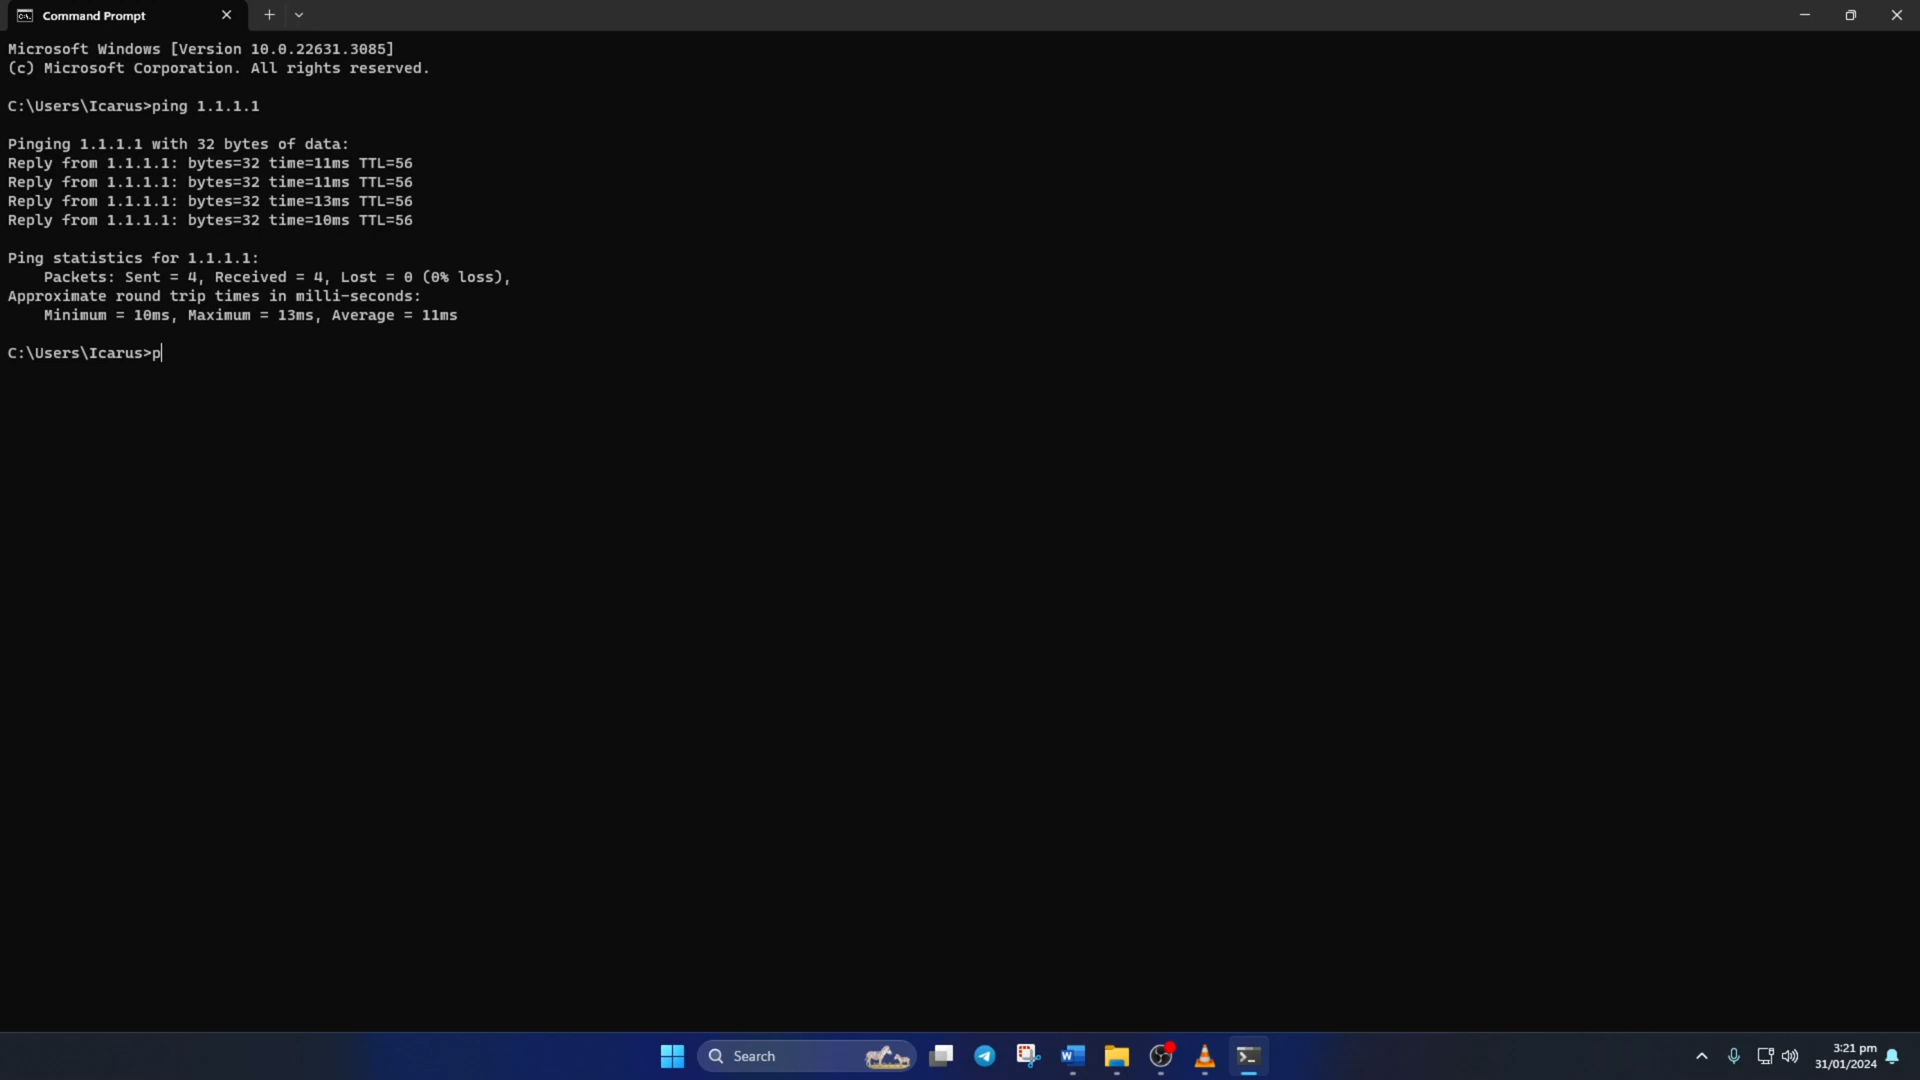 Command Prompt
Microsoft Windows [Version 10.0.22631.3085]
(c) Microsoft Corporation. All rights reserved.
C:\Users\Icarus>ping 1.1.1.1
Pinging 1.1.1.1 with 32 bytes of data:
Reply from 1.1.1.1: bytes=32 time=11ms TTL=56
Reply from 1.1.1.1: bytes=32 time=11ms TTL=56
Reply from 1.1.1.1: bytes=32 time=13ms TTL=56
Reply from 1.1.1.1: bytes=32 time=10ms TTL=56
Ping statistics for 1.1.1.1:
    Packets: Sent = 4, Received = 4, Lost = 0 (0% loss),
Approximate round trip times in milli-seconds:
    Minimum = 10ms, Maximum = 13ms, Average = 11ms
C:\Users\Icarus>p
Search
3:21 pm
31/01/2024